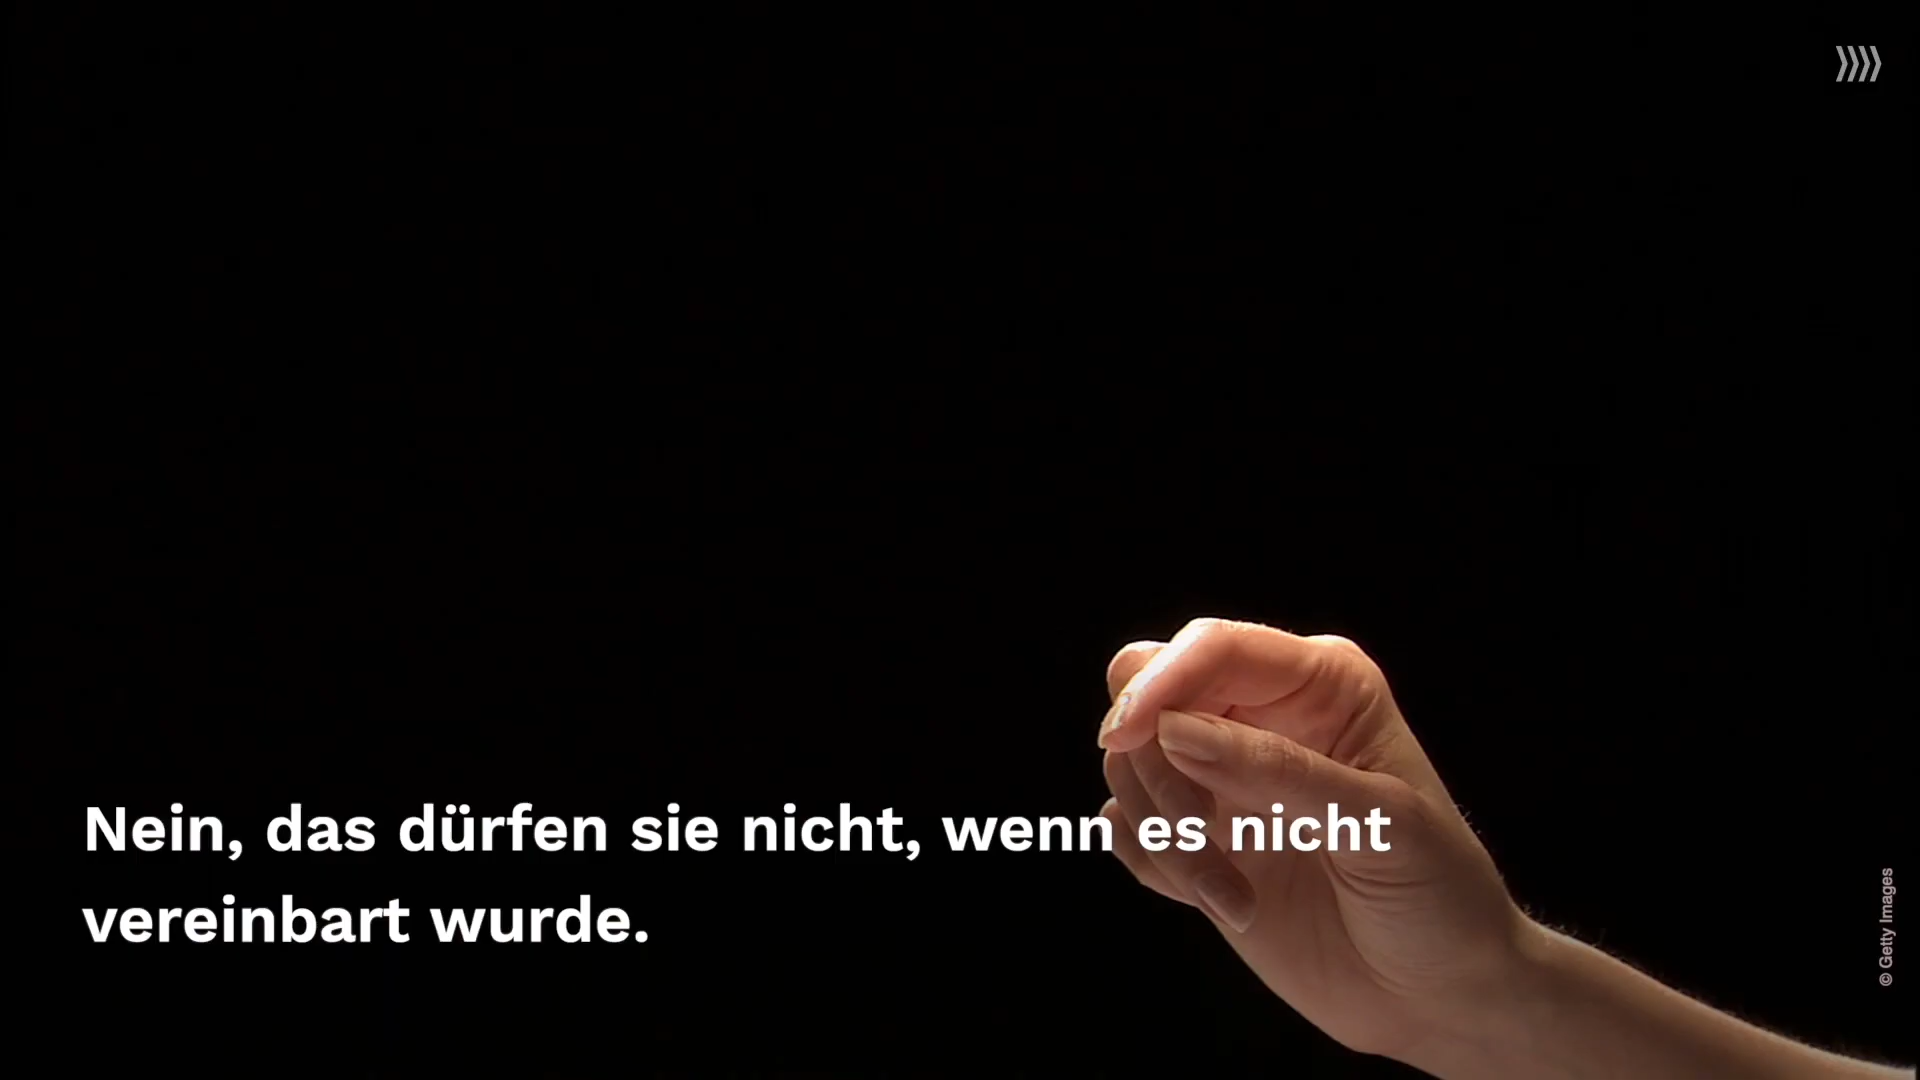 Nein, das dürfen sie nicht, wenn es nicht
vereinbart wurde.
© Getty Images